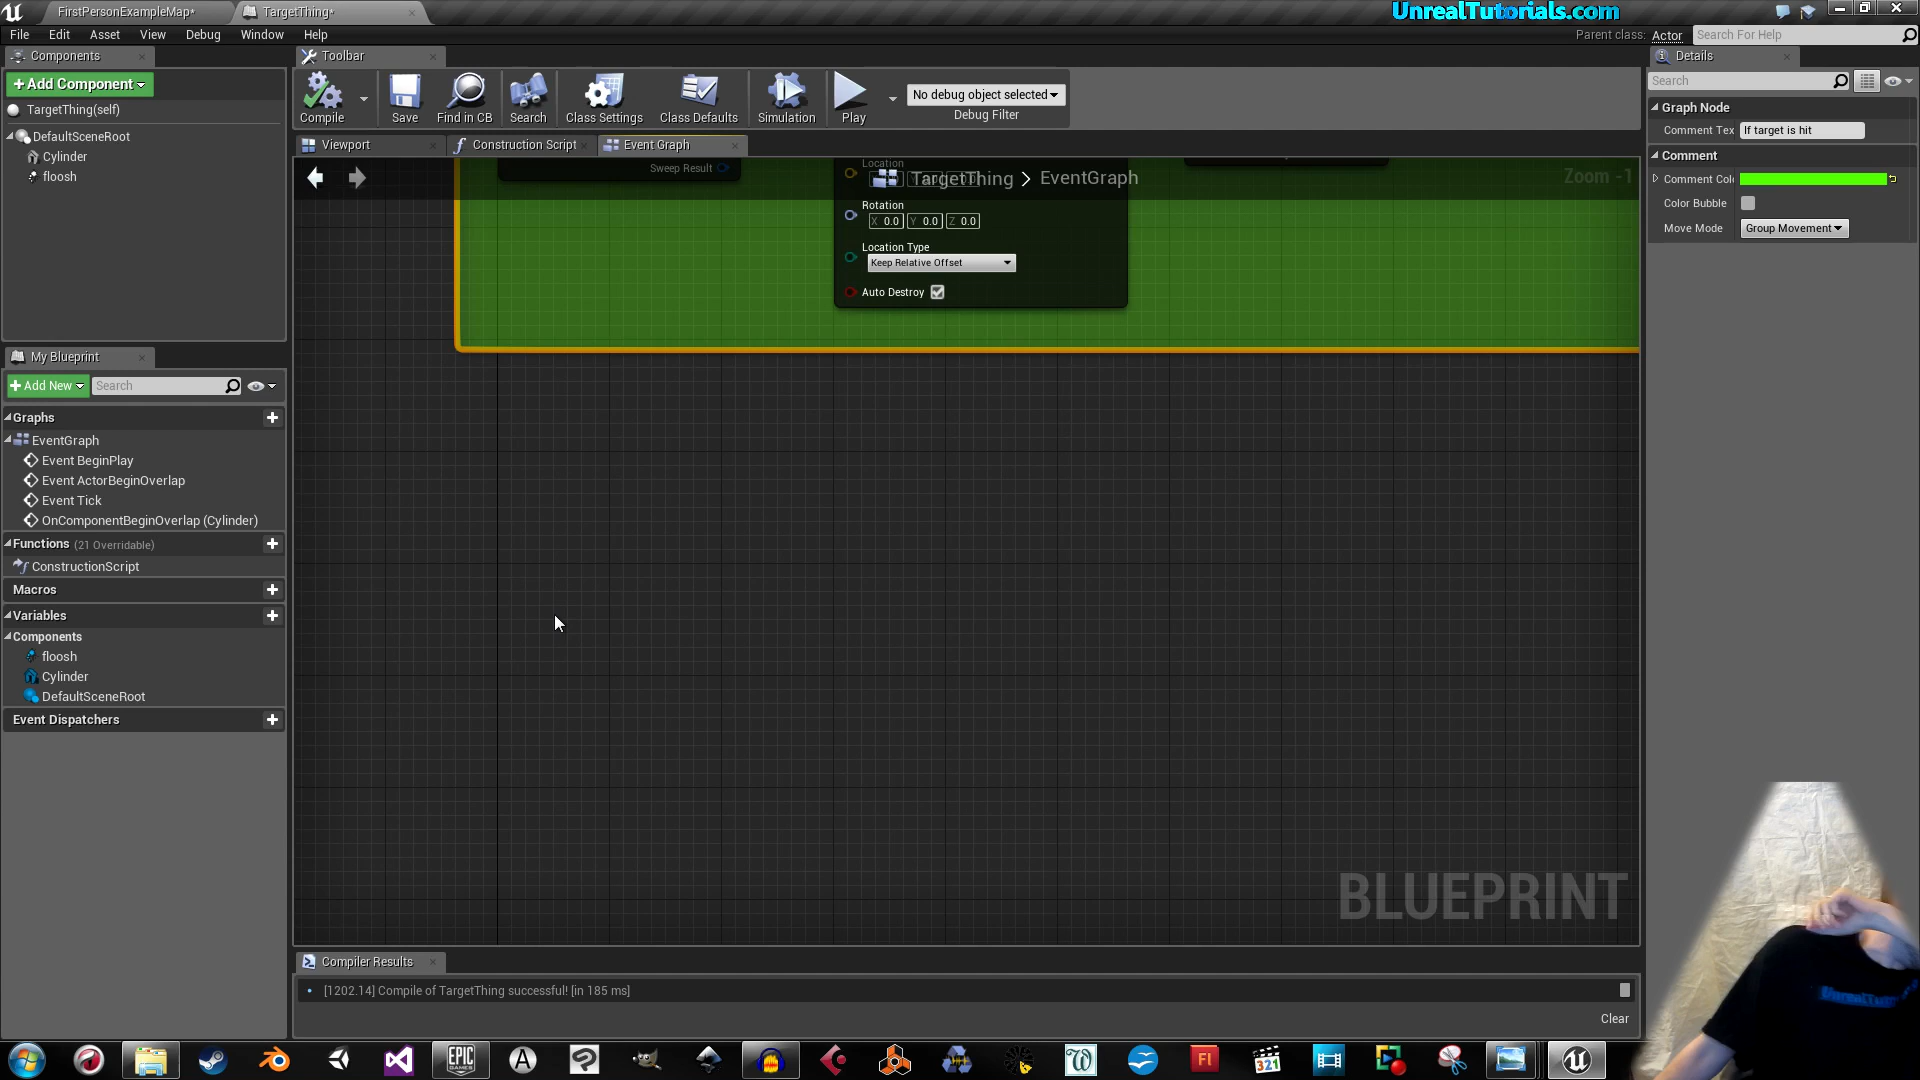 FirstPersonExampleMap*
TargetThing*
UnrealTutorials.com
File Edit Asset View Debug Window Help
Parent class: Actor
Search For Help
Components
Toolbar
Details
+ Add Component
TargetThing(self)
DefaultSceneRoot
Cylinder
floosh
Compile
Save
Find in CB
Search
Class Settings
Class Defaults
Simulation
Play
No debug object selected
Debug Filter
Search
Graph Node
Comment Tex If target is hit
Comment
Comment Col
Color Bubble
Move Mode Group Movement
Viewport
Construction Script
Event Graph
TargetThing > EventGraph
Zoom -1
Sweep Result
Location
Rotation
X 0.0 Y 0.0 Z 0.0
Location Type
Keep Relative Offset
Auto Destroy
My Blueprint
+ Add New
Search
Graphs
EventGraph
Event BeginPlay
Event ActorBeginOverlap
Event Tick
OnComponentBeginOverlap (Cylinder)
Functions (21 Overridable)
ConstructionScript
Macros
Variables
Components
floosh
Cylinder
DefaultSceneRoot
Event Dispatchers
BLUEPRINT
Compiler Results
[1202.14] Compile of TargetThing successful! [in 185 ms]
Clear
EPIC
GAMES
Fl
321